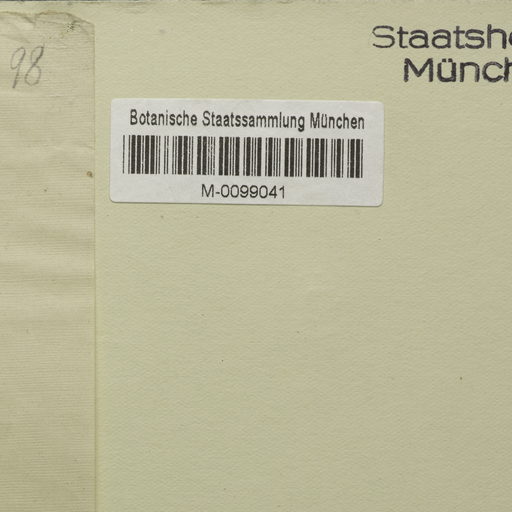 98
Staatshe
Münch
Botanische Staatssammlung München
M-0099041